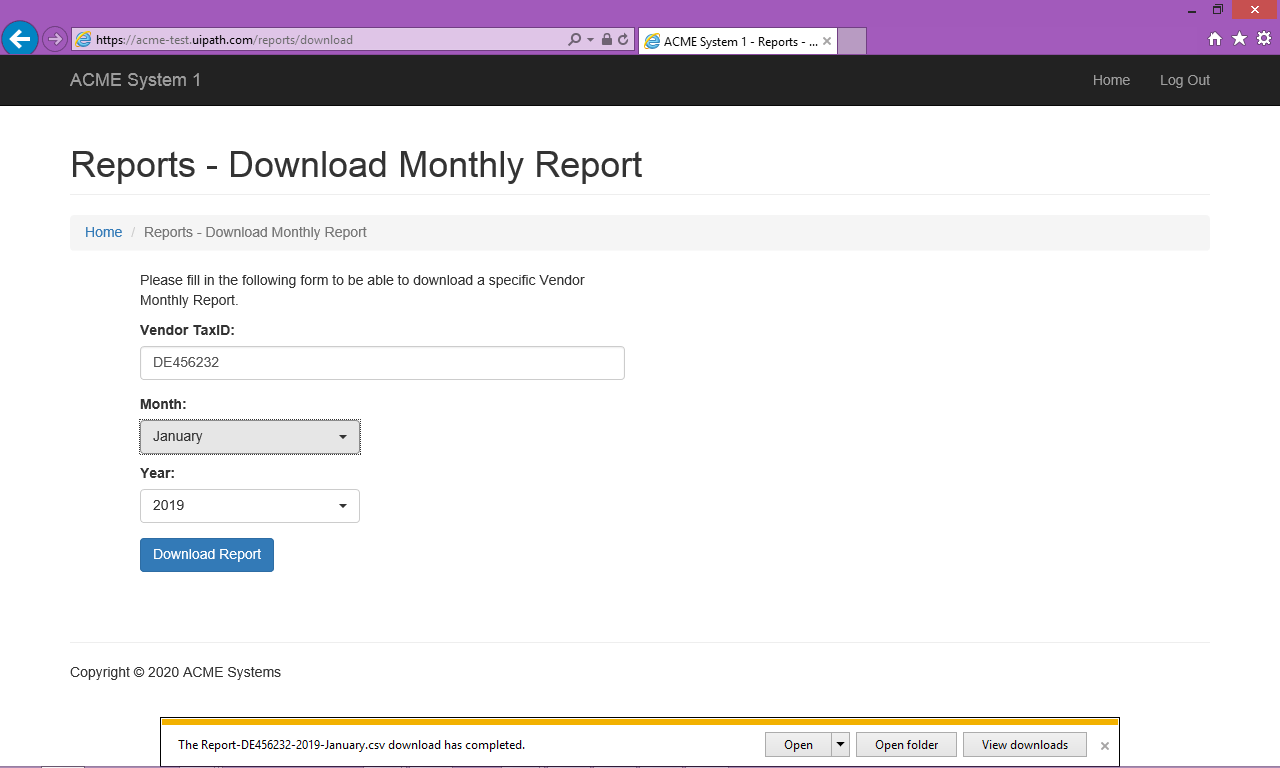 https://acme-test.uipath.com/reports/download
ACME System 1 - Reports - ...
ACME System 1
Home
Log Out
Reports - Download Monthly Report
Home / Reports - Download Monthly Report
Please fill in the following form to be able to download a specific Vendor
Monthly Report.
Vendor TaxID:
DE456232
Month:
January
Year:
2019
Download Report
Copyright © 2020 ACME Systems
The Report-DE456232-2019-January.csv download has completed.
Open
Open folder
View downloads